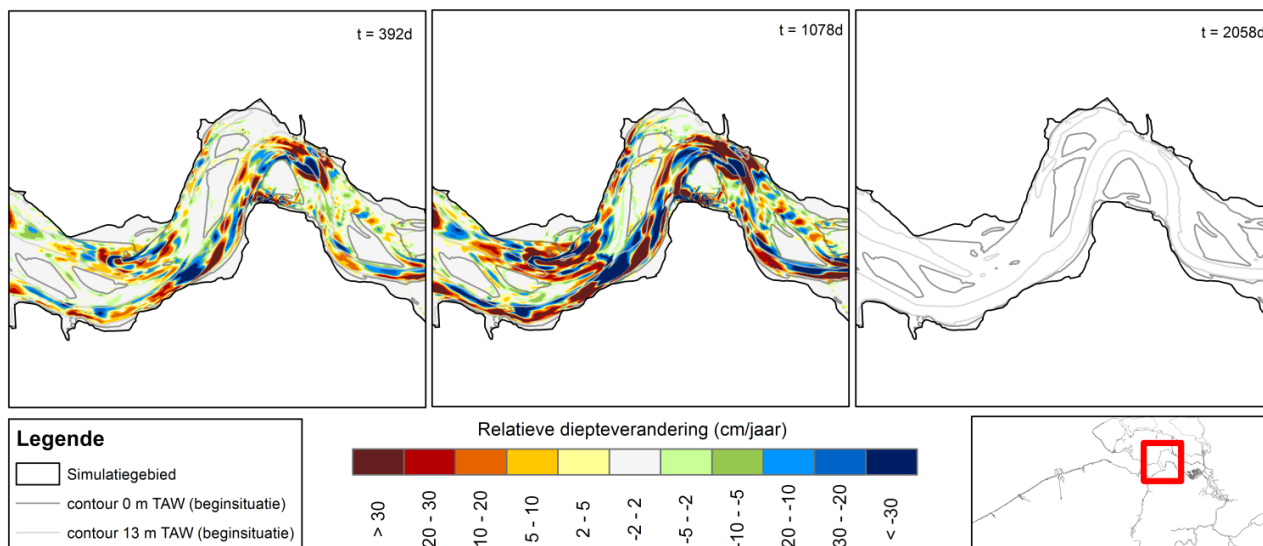 t = 392d
t = 1078d
t = 2058d
Legende
Simulatiegebied
contour 0 m TAW (beginsituatie)
contour 13 m TAW (beginsituatie)
Relatieve diepteverandering (cm/jaar)
> 30
20 - 30
10 - 20
5 - 10
2 - 5
-2 - 2
-5 - -2
-10 - -5
-20 - -10
-30 - -20
< -30